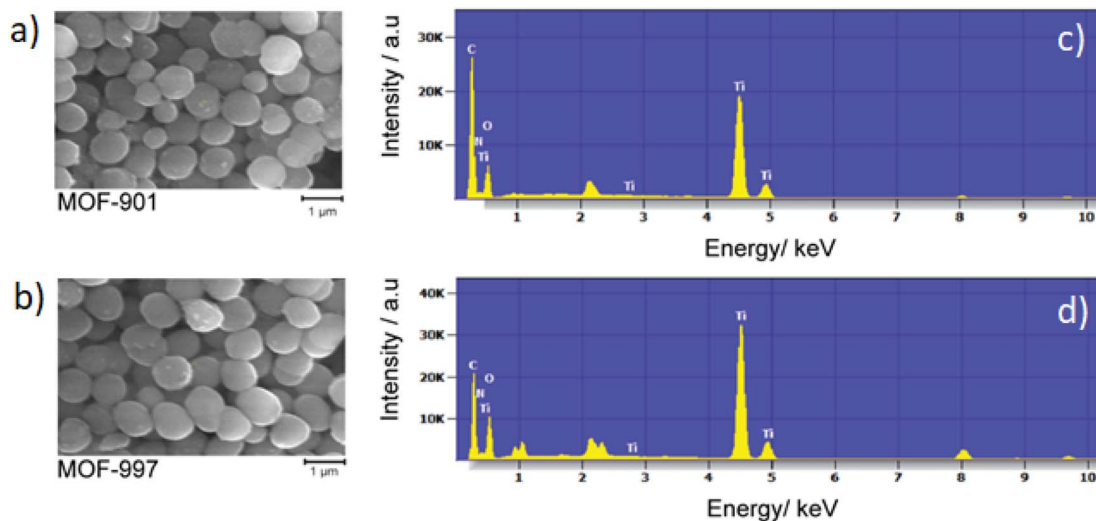 a)
MOF-901
1 μm
b)
MOF-997
1 μm
c)
Intensity / a.u
30K
20K
10K
C
O
N
Ti
Ti
Ti
Ti
1 2 3 4 5 6 7 8 9 10
Energy/ keV
d)
Intensity / a.u
40K
30K
20K
10K
C
O
N
Ti
Ti
Ti
Ti
1 2 3 4 5 6 7 8 9 10
Energy/ keV